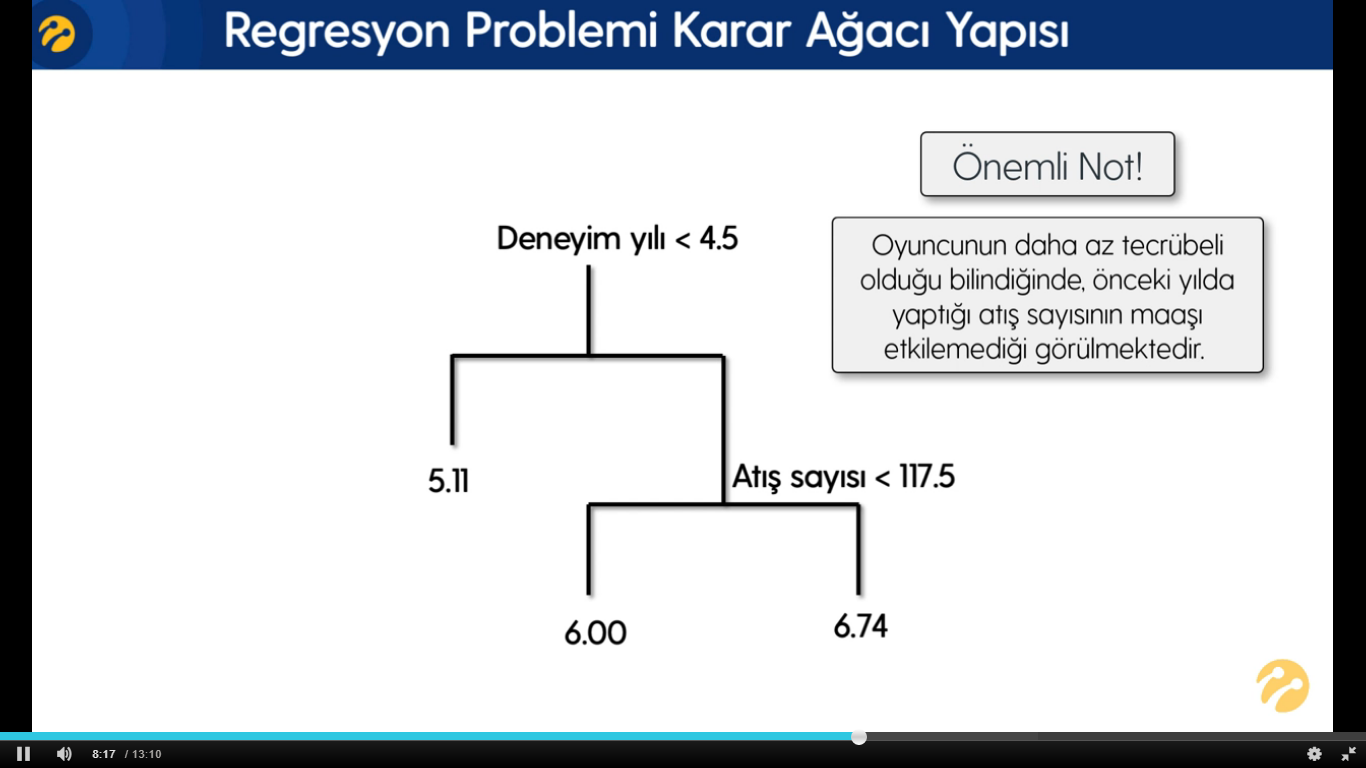 Regresyon Problemi Karar Ağacı Yapısı
Önemli Not!
Oyuncunun daha az tecrübeli
olduğu bilindiğinde, önceki yılda
yaptığı atış sayısının maaşı
etkilemediği görülmektedir.
Deneyim yılı < 4.5
5.11
Atış sayısı < 117.5
6.00
6.74
8:17 / 13:10